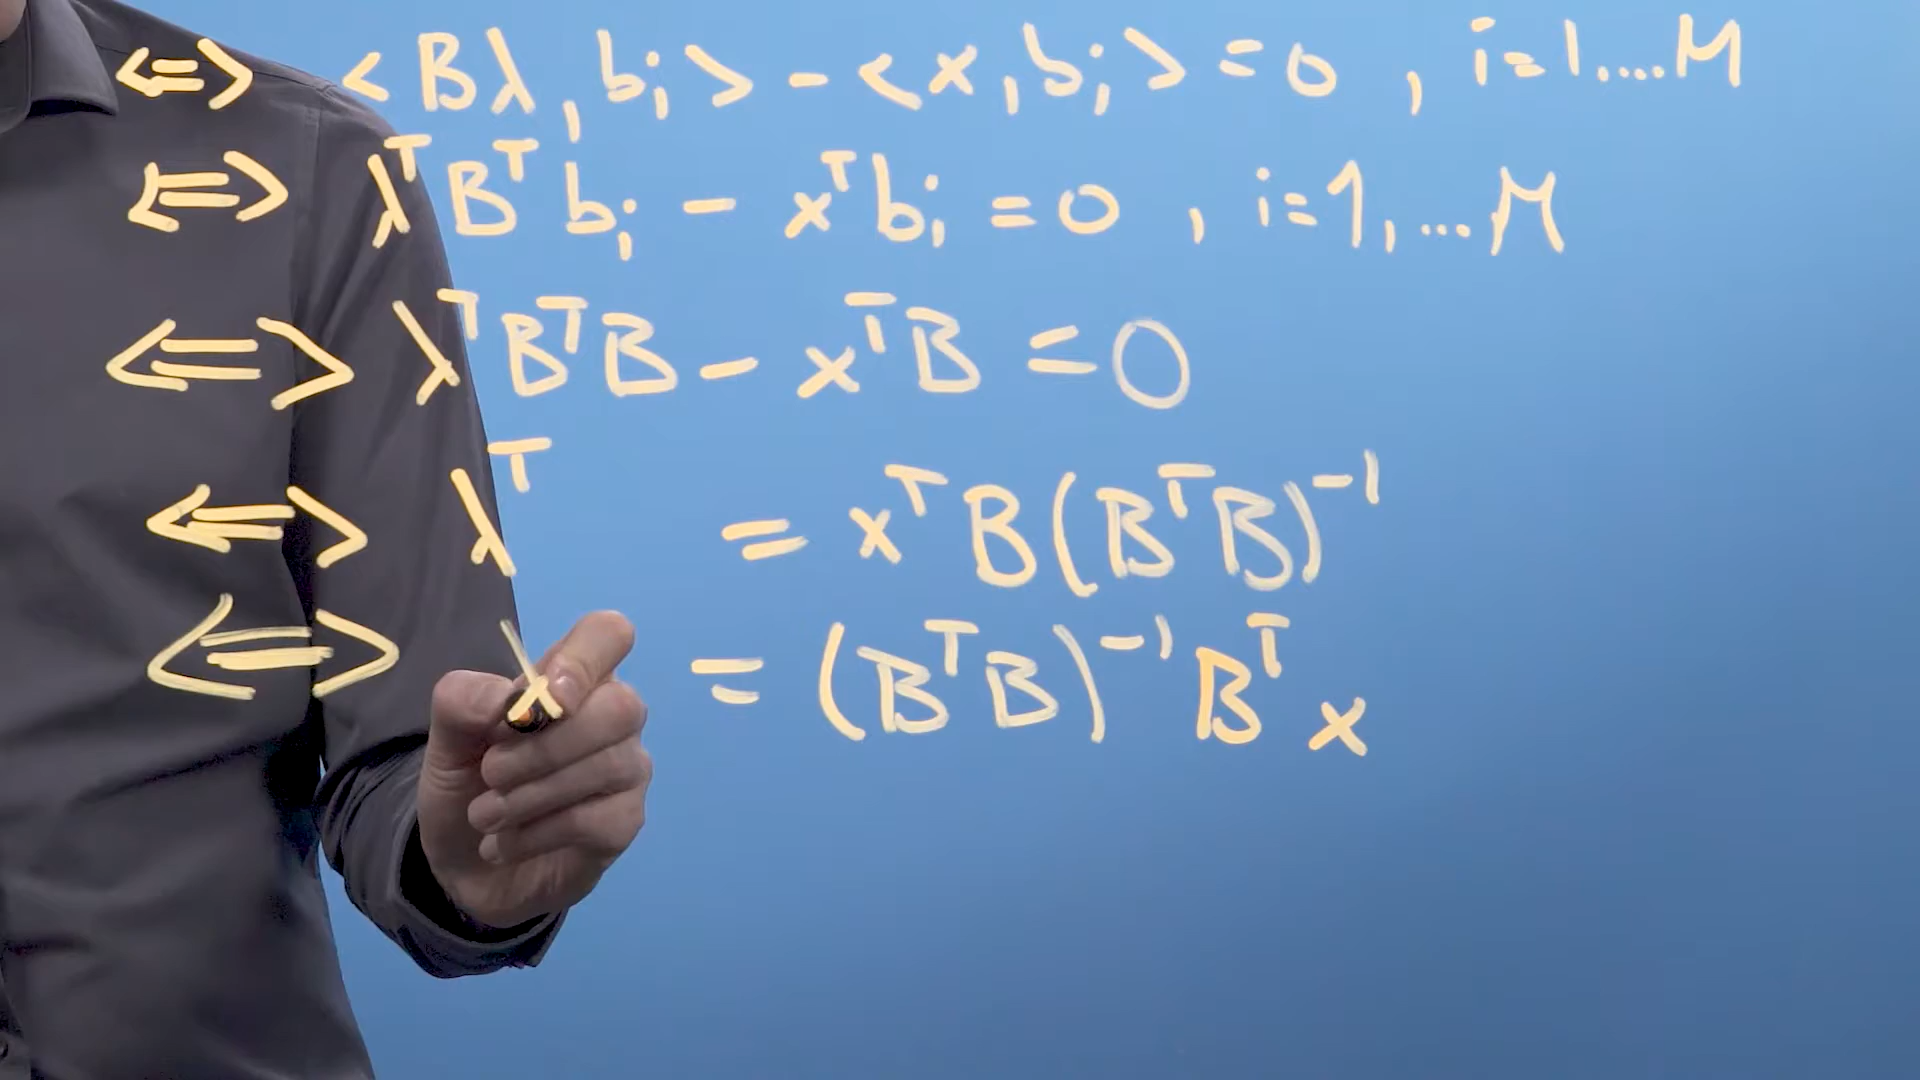 ⇔ <Bλ, bᵢ> - <x, bᵢ> = 0 , i=1....M
⇔ λᵀBᵀbᵢ - xᵀbᵢ = 0 , i=1,...M
⇔ λᵀBᵀB - xᵀB = 0
⇔ λᵀ = xᵀB(BᵀB)⁻¹
⇔ λ = (BᵀB)⁻¹Bᵀx